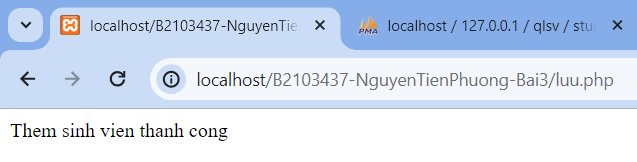 localhost/B2103437-NguyenTie
PMA
localhost / 127.0.0.1 / qlsv / stu
localhost/B2103437-NguyenTienPhuong-Bai3/luu.php
Them sinh vien thanh cong